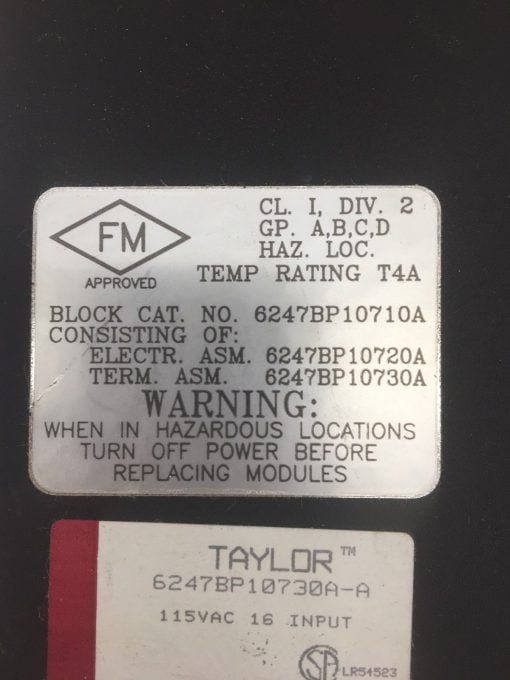 FM
APPROVED
CL. I, DIV. 2
GP. A,B,C,D
HAZ. LOC.
TEMP RATING T4A
BLOCK CAT. NO. 6247BP10710A
CONSISTING OF:
ELECTR. ASM. 6247BP10720A
TERM. ASM. 6247BP10730A
WARNING:
WHEN IN HAZARDOUS LOCATIONS
TURN OFF POWER BEFORE
REPLACING MODULES
TAYLOR™
6247BP10730A-A
115VAC 16 INPUT
SA LR54523